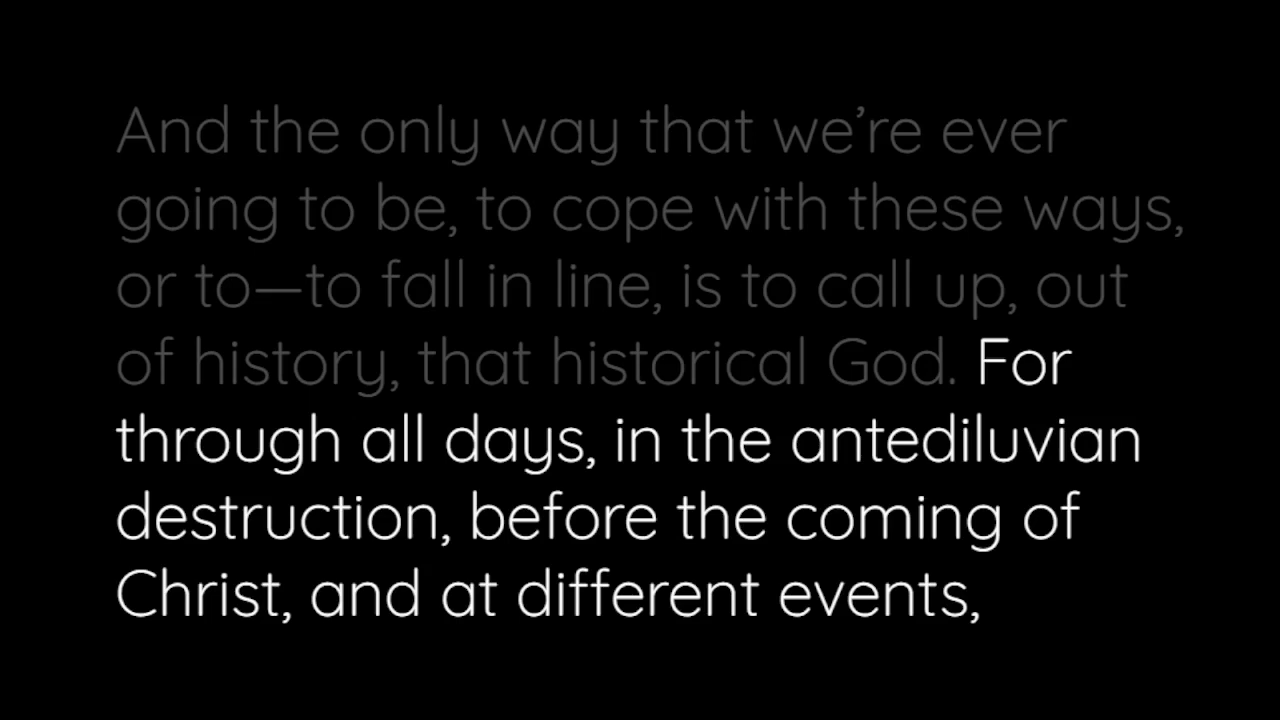 And the only way that we’re ever
going to be, to cope with these ways,
or to—to fall in line, is to call up, out
of history, that historical God. For
through all days, in the antediluvian
destruction, before the coming of
Christ, and at different events,